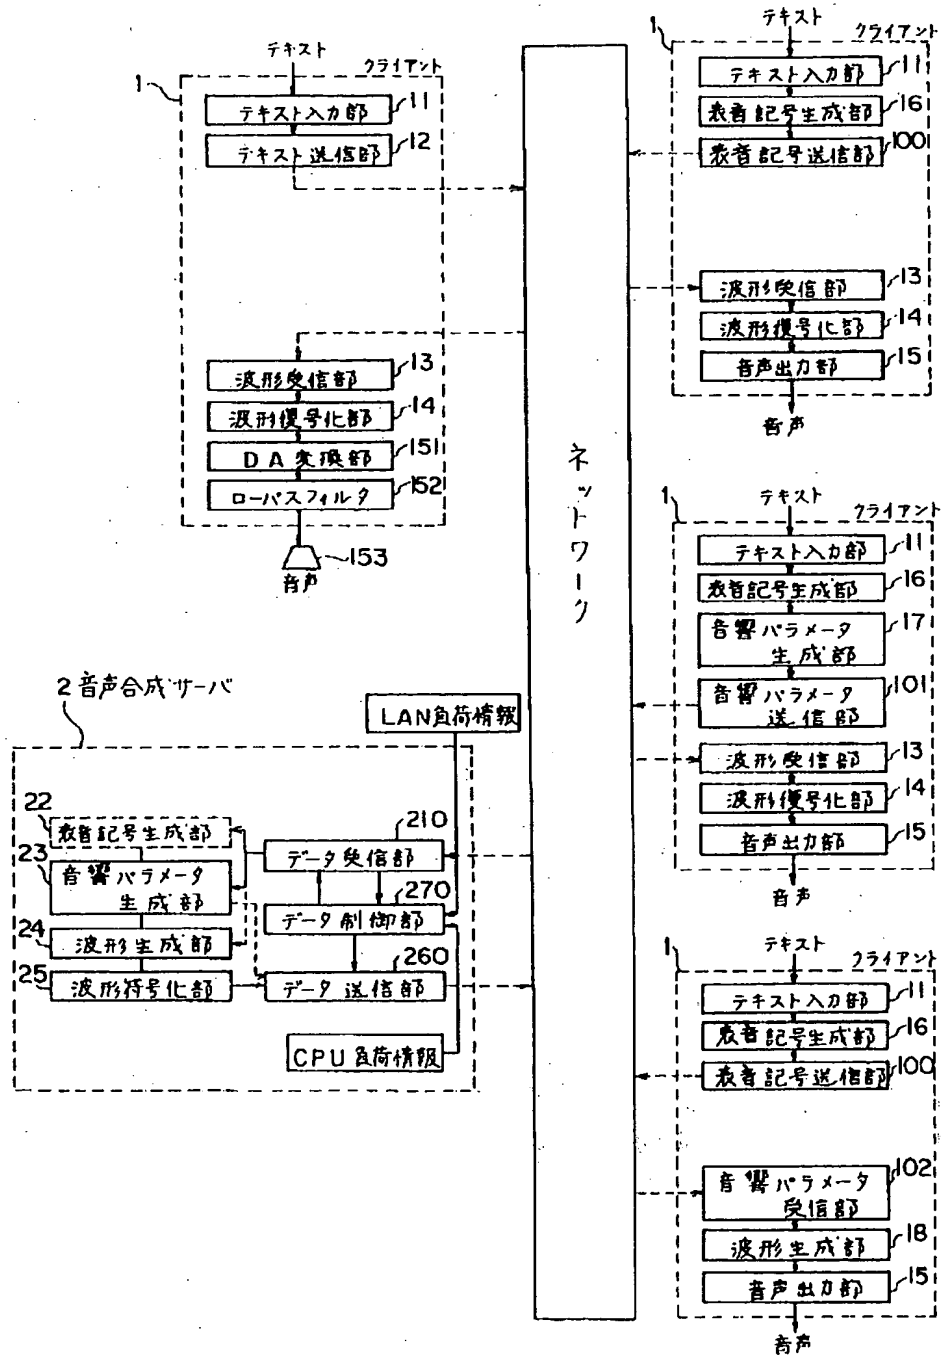 テキスト
クライアント
1
テキスト入力部
11
テキスト送信部
12
波形受信部
13
波形復号化部
14
DA変換部
151
ローパスフィルタ
152
153
音声
2 音声合成サーバ
LAN負荷情報
22
表音記号生成部
23
音響パラメータ
生成部
24
波形生成部
25
波形符号化部
210
データ受信部
270
データ制御部
260
データ送信部
CPU負荷情報
ネットワーク
テキスト
クライアント
1
テキスト入力部
11
表音記号生成部
16
表音記号送信部
100
波形受信部
13
波形復号化部
14
音声出力部
15
音声
テキスト
クライアント
1
テキスト入力部
11
表音記号生成部
16
音響パラメータ
生成部
17
音響パラメータ
送信部
101
波形受信部
13
波形復号化部
14
音声出力部
15
音声
テキスト
クライアント
1
テキスト入力部
11
表音記号生成部
16
表音記号送信部
100
音響パラメータ
受信部
102
波形生成部
18
音声出力部
15
音声